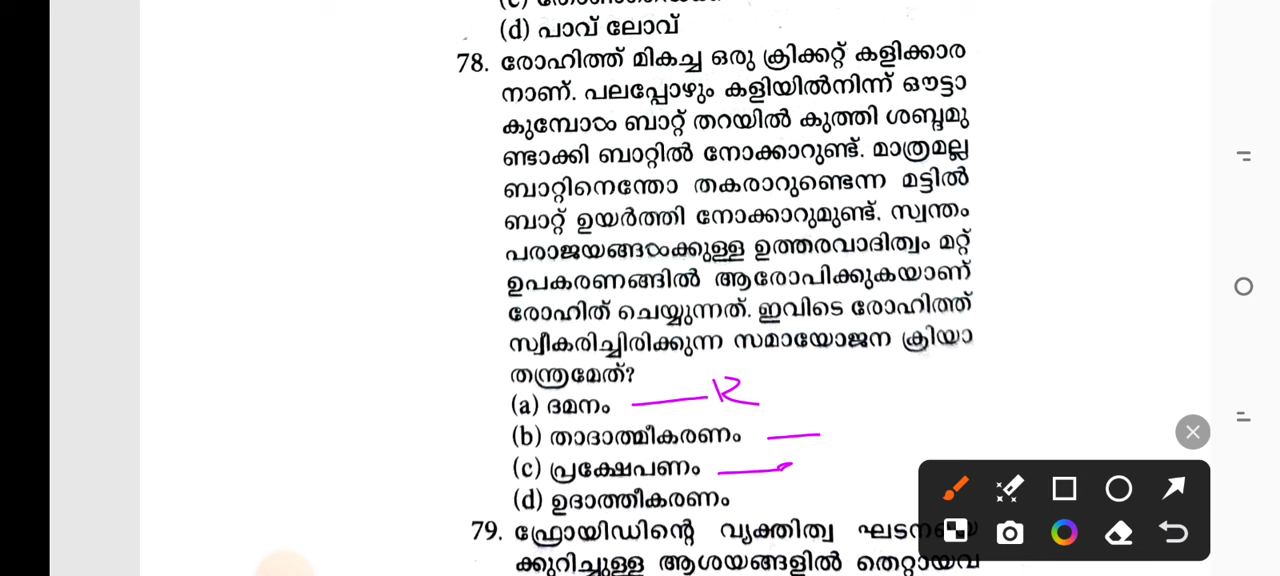 (d) പാവ് ലോവ്
78. രോഹിത്ത് മികച്ച ഒരു ക്രിക്കറ്റ് കളിക്കാര
നാണ്. പലപ്പോഴും കളിയിൽനിന്ന് ഔട്ടാ
കുമ്പോൾ ബാറ്റ് തറയിൽ കുത്തി ശബ്ദമു
ണ്ടാക്കി ബാറ്റിൽ നോക്കാറുണ്ട്. മാത്രമല്ല
ബാറ്റിനെന്തോ തകരാറുണ്ടെന്ന മട്ടിൽ
ബാറ്റ് ഉയർത്തി നോക്കാറുമുണ്ട്. സ്വന്തം
പരാജയങ്ങൾക്കുള്ള ഉത്തരവാദിത്വം മറ്റ്
ഉപകരണങ്ങിൽ ആരോപിക്കുകയാണ്
രോഹിത് ചെയ്യുന്നത്. ഇവിടെ രോഹിത്ത്
സ്വീകരിച്ചിരിക്കുന്ന സമായോജന ക്രിയാ
തന്ത്രമേത്?
(a) ദമനം — R
(b) താദാത്മീകരണം —
(c) പ്രക്ഷേപണം —
(d) ഉദാത്തീകരണം
79. ഫ്രോയിഡിന്റെ വ്യക്തിത്വ
ക്കുറിച്ചുള്ള ആശയങ്ങളിൽ തെറ്റായവ